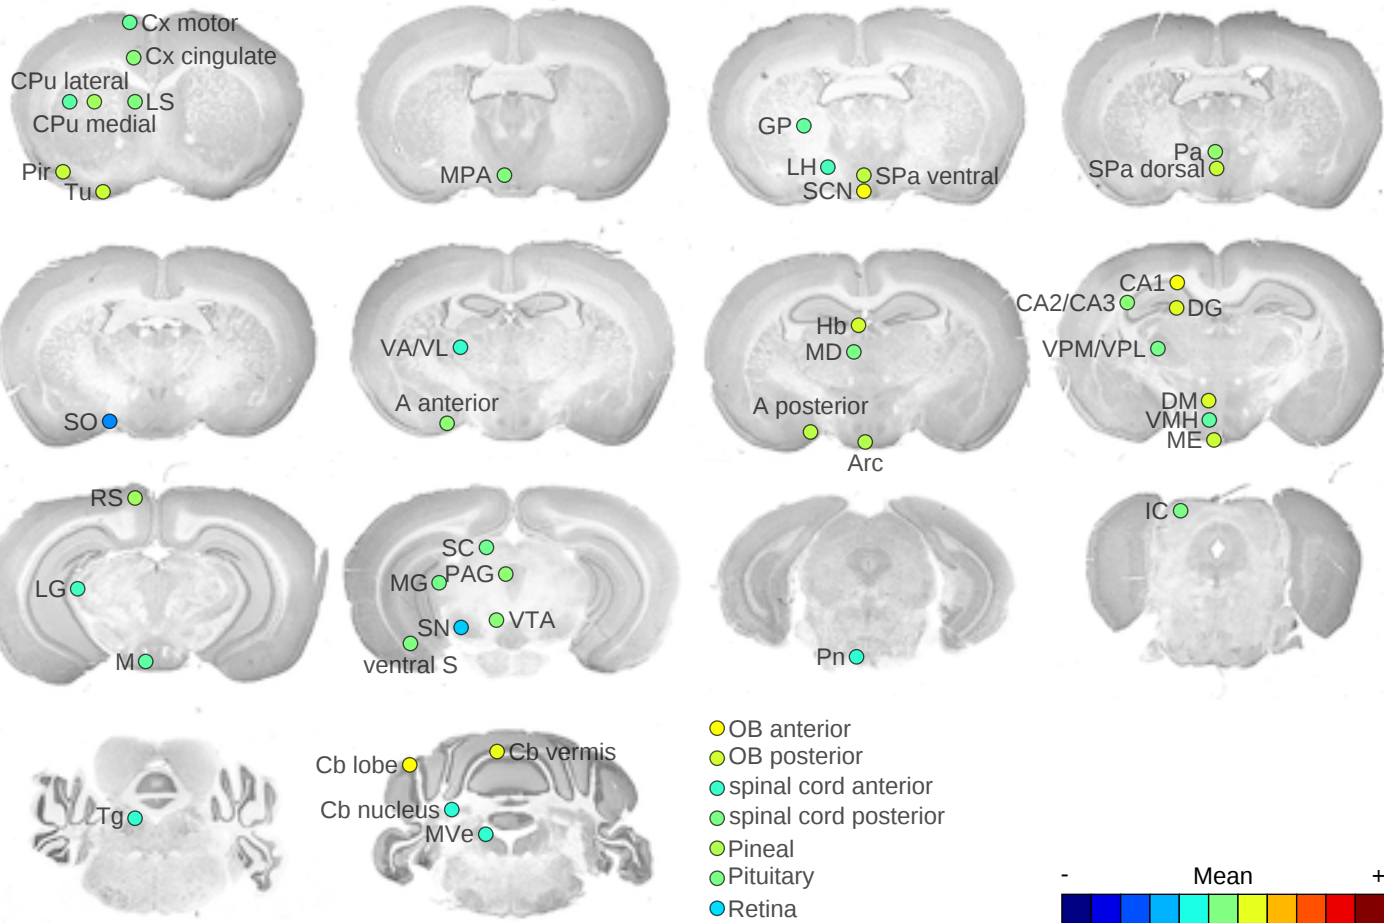 Cx motor
Cx cingulate
CPu lateral
LS
CPu medial
Pir
Tu
MPA
GP
LH
SPa ventral
SCN
Pa
SPa dorsal
SO
VA/VL
A anterior
Hb
MD
A posterior
Arc
CA1
CA2/CA3
DG
VPM/VPL
DM
VMH
ME
RS
LG
M
SC
MG
PAG
SN
VTA
ventral S
Pn
IC
Tg
Cb lobe
Cb vermis
Cb nucleus
MVe
OB anterior
OB posterior
spinal cord anterior
spinal cord posterior
Pineal
Pituitary
Retina
- Mean +